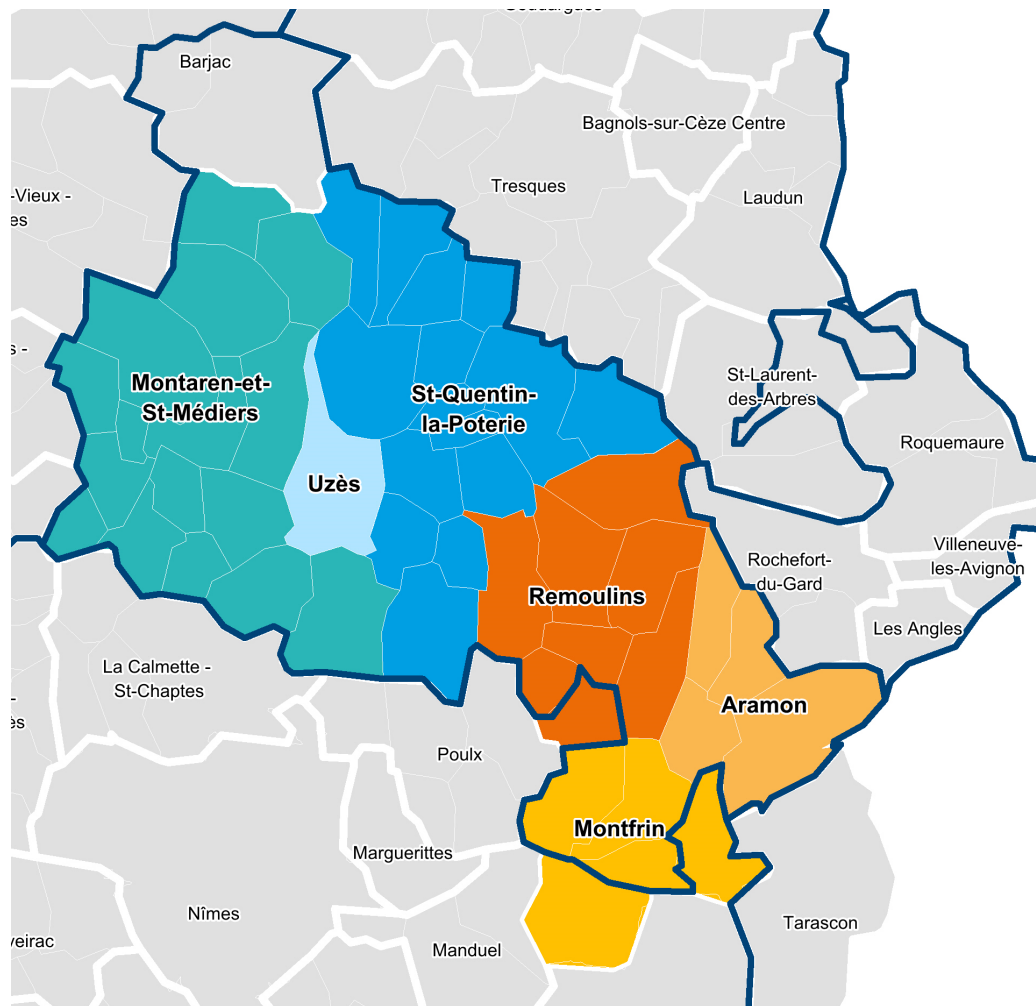 Barjac
Bagnols-sur-Cèze Centre
Tresques
-Vieux -
es
Laudun
s -
Montaren-et-
St-Médiers
St-Quentin-
la-Poterie
St-Laurent-
des-Arbres
Roquemaure
Uzès
Villeneuve-
les-Avignon
Rochefort-
du-Gard
Remoulins
Les Angles
La Calmette -
St-Chaptes
-
ès
Aramon
Poulx
Montfrin
Marguerittes
Nîmes
Tarascon
veirac
Manduel